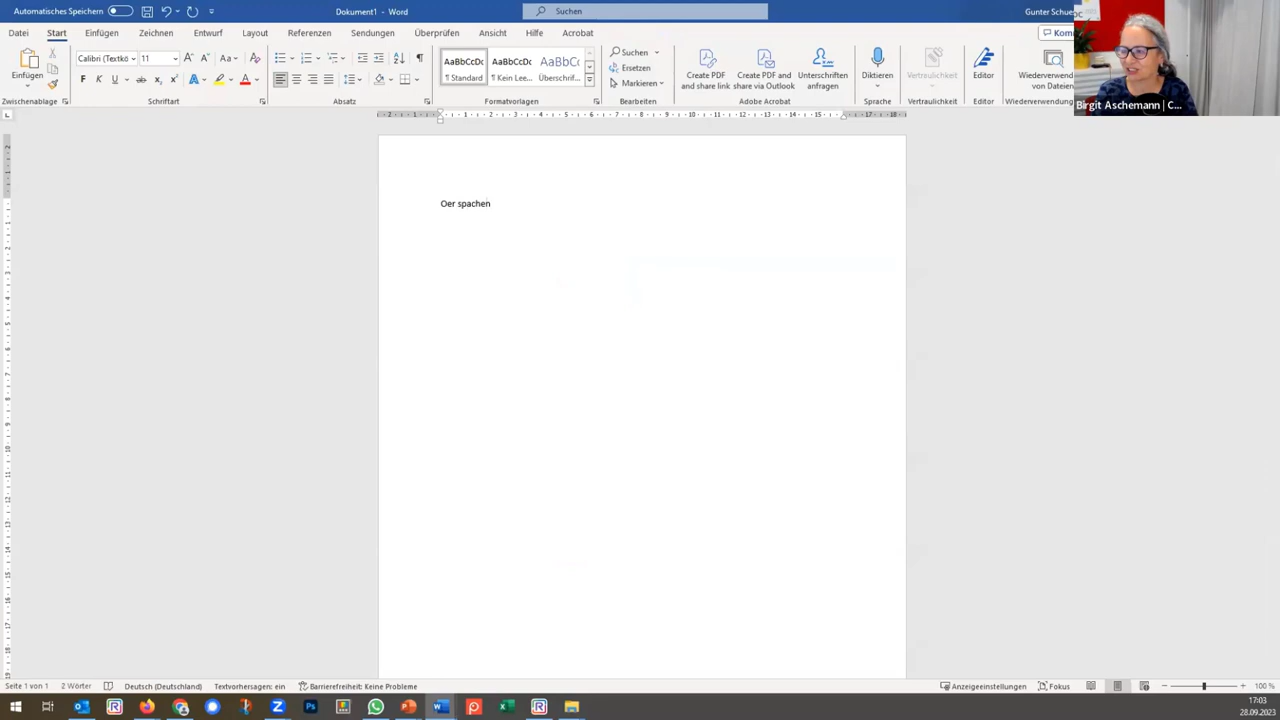 Automatisches Speichern
Dokument1 - Word
Suchen
Gunter Schue
Datei
Start
Einfügen
Zeichnen
Entwurf
Layout
Referenzen
Sendungen
Überprüfen
Ansicht
Hilfe
Acrobat
Kom
Einfügen
Calibri (Textkö
11
F
K
U
AaBbCcDc
¶ Standard
AaBbCcDc
¶ Kein Lee...
AaBbCc
Überschrif...
Suchen
Ersetzen
Markieren
Create PDF
and share link
Create PDF and
share via Outlook
Unterschriften
anfragen
Diktieren
Vertraulichkeit
Editor
Wiederverwend
von Dateien
Zwischenablage
Schriftart
Absatz
Formatvorlagen
Bearbeiten
Adobe Acrobat
Sprache
Vertraulichkeit
Editor
Wiederverwendung
Birgit Aschemann | C...
Oer spachen
Seite 1 von 1
2 Wörter
Deutsch (Deutschland)
Textvorhersagen: ein
Barrierefreiheit: Keine Probleme
Anzeigeeinstellungen
Fokus
100 %
17:03
28.09.2023